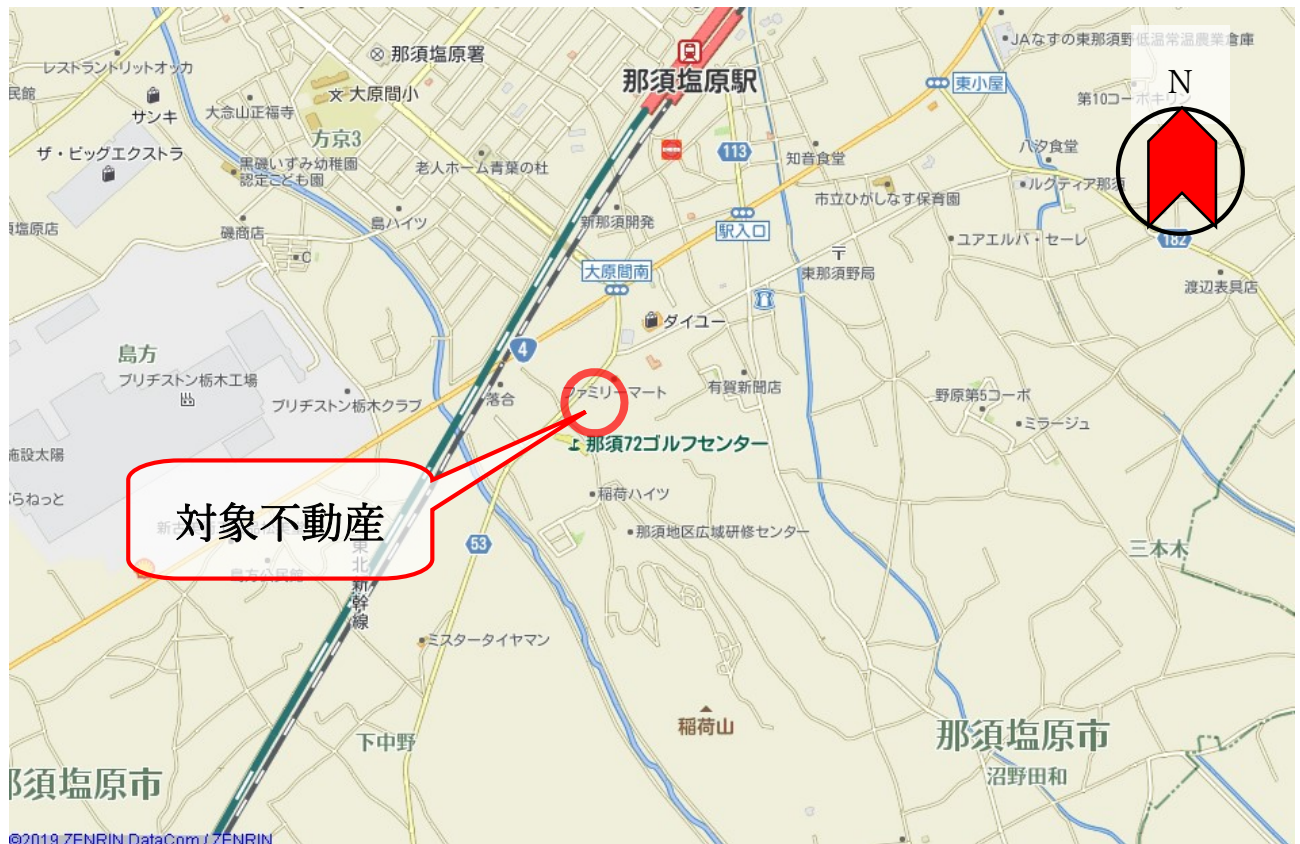 JAなすの東那須野低温常温農業倉庫
那須塩原署
レストラントリットオッカ
民館
那須塩原駅
東小屋
N
大原間小
サンキ
大念山正福寺
第10コーポキリン
方京3
ザ・ビッグエクストラ
113
知音食堂
八汐食堂
黒磯いずみ幼稚園
認定こども園
老人ホーム青葉の杜
ルクティア那須
市立ひがしなす保育園
須塩原店
磯商店
島ハイツ
新那須開発
駅入口
ユアエルバ・セーレ
182
C
大原間南
東那須野局
渡辺表具店
ダイユー
4
島方
ブリヂストン栃木工場
ブリヂストン栃木クラブ
落合
ファミリーマート
有賀新聞店
野原第5コーポ
ミラージュ
那須72ゴルフセンター
施設太陽
ぷらねっと
稲荷ハイツ
対象不動産
那須地区広域研修センター
53
三本木
島方公民館
東北新幹線
ミスタータイヤマン
稲荷山
那須塩原市
下中野
沼野田和
那須塩原市
©2019 ZENRIN DataCom / ZENRIN